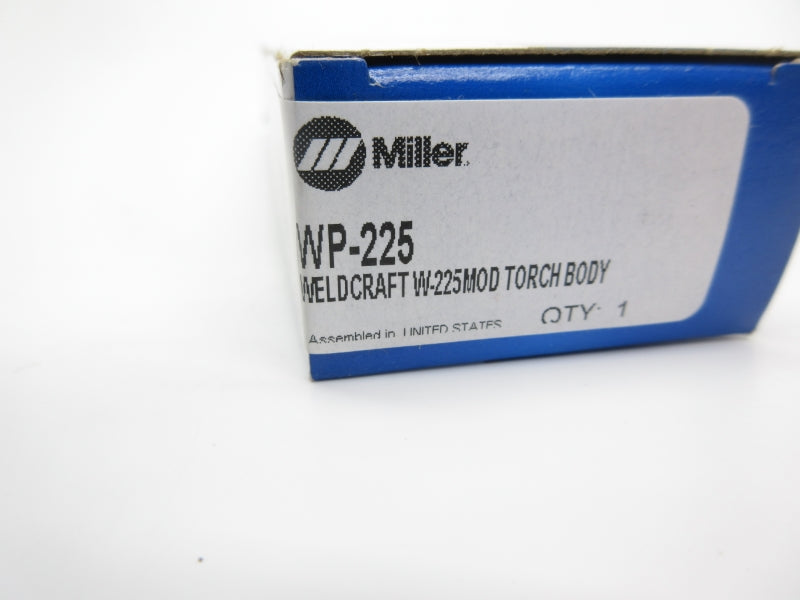 Miller
WP-225
WELDCRAFT W-225MOD TORCH BODY
QTY: 1
Assembled in UNITED STATES